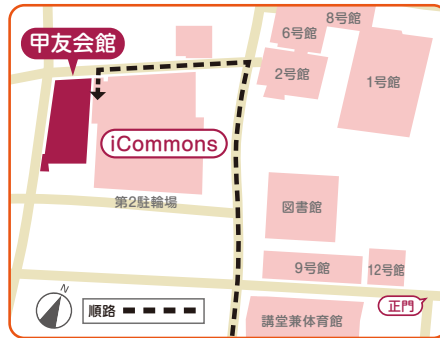 8号館
6号館
甲友会館
2号館
1号館
iCommons
第2駐輪場
図書館
9号館
12号館
正門
N
順路
講堂兼体育館